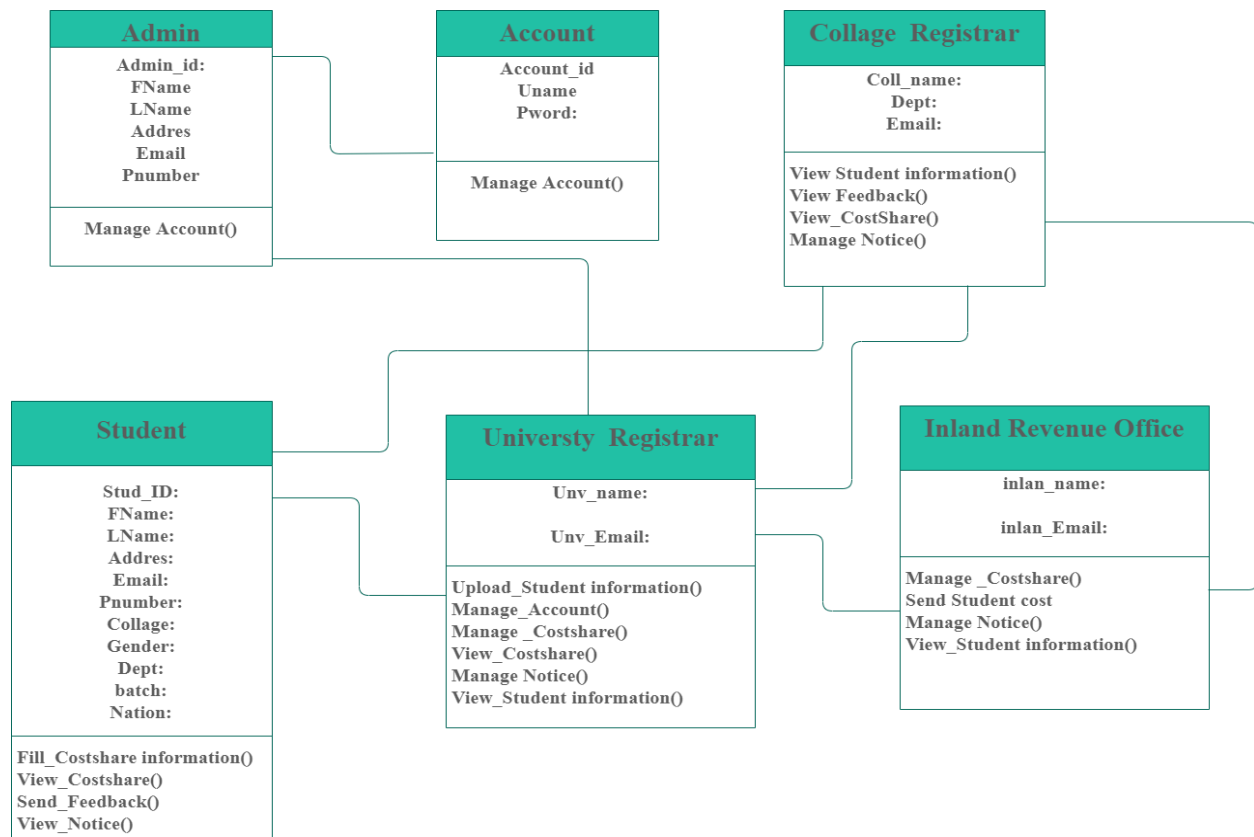 Admin
Admin_id:
FName
LName
Addres
Email
Pnumber
Manage Account()
Account
Account_id
Uname
Pword:
Manage Account()
Collage Registrar
Coll_name:
Dept:
Email:
View Student information()
View Feedback()
View_CostShare()
Manage Notice()
Student
Stud_ID:
FName:
LName:
Addres:
Email:
Pnumber:
Collage:
Gender:
Dept:
batch:
Nation:
Fill_Costshare information()
View_Costshare()
Send_Feedback()
View_Notice()
Universty Registrar
Unv_name:
Unv_Email:
Upload_Student information()
Manage_Account()
Manage _Costshare()
View_Costshare()
Manage Notice()
View_Student information()
Inland Revenue Office
inlan_name:
inlan_Email:
Manage _Costshare()
Send Student cost
Manage Notice()
View_Student information()